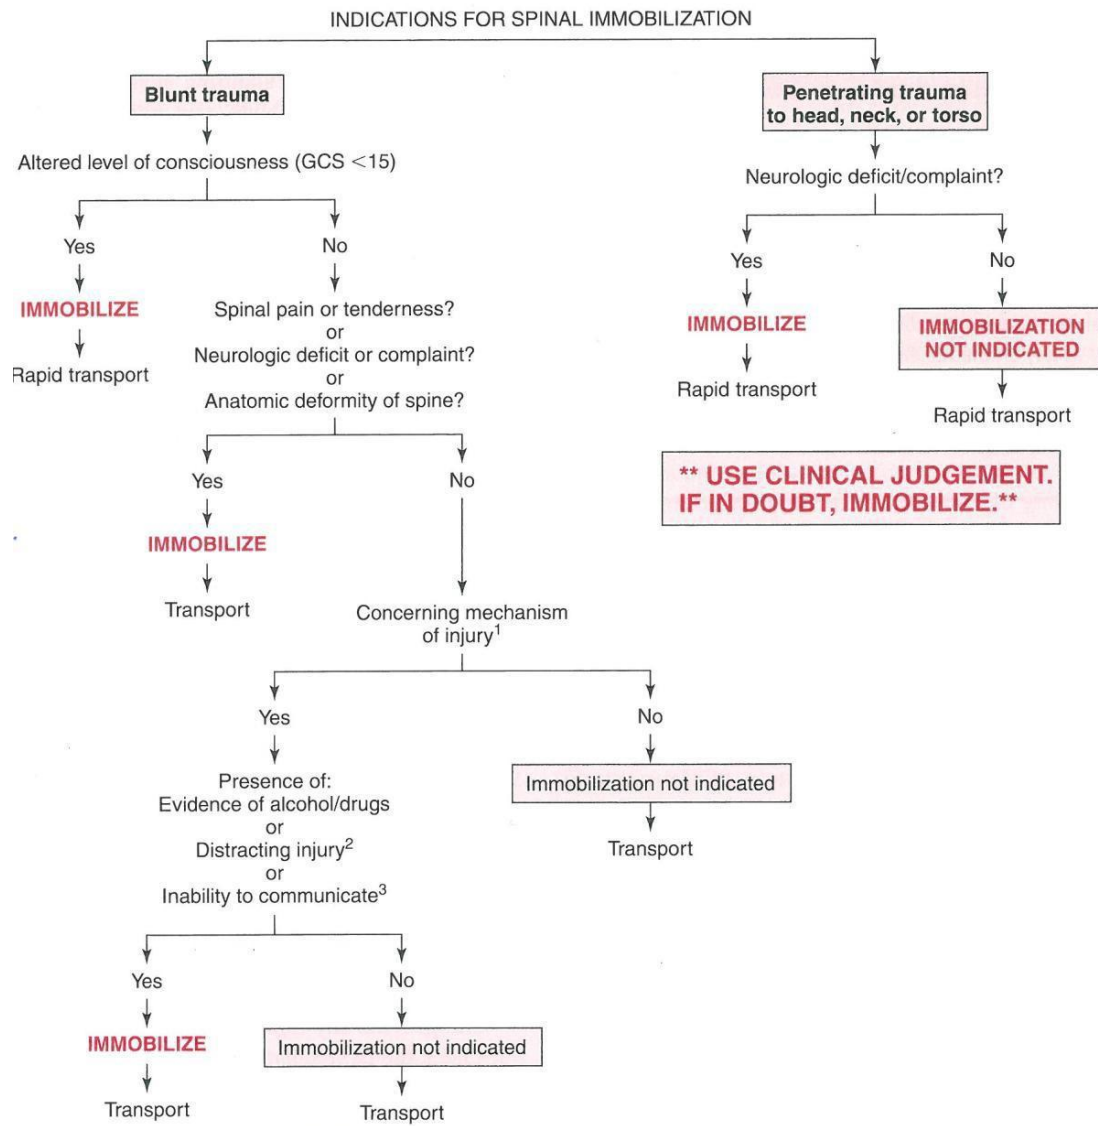 INDICATIONS FOR SPINAL IMMOBILIZATION
Blunt trauma
Altered level of consciousness (GCS <15)
Yes
No
IMMOBILIZE
Rapid transport
Spinal pain or tenderness?
or
Neurologic deficit or complaint?
or
Anatomic deformity of spine?
Yes
No
IMMOBILIZE
Transport
Concerning mechanism
of injury1
Yes
No
Presence of:
Evidence of alcohol/drugs
or
Distracting injury2
or
Inability to communicate3
Immobilization not indicated
Transport
Yes
No
IMMOBILIZE
Immobilization not indicated
Transport
Transport
Penetrating trauma
to head, neck, or torso
Neurologic deficit/complaint?
Yes
No
IMMOBILIZE
IMMOBILIZATION
NOT INDICATED
Rapid transport
Rapid transport
** USE CLINICAL JUDGEMENT.
IF IN DOUBT, IMMOBILIZE.**